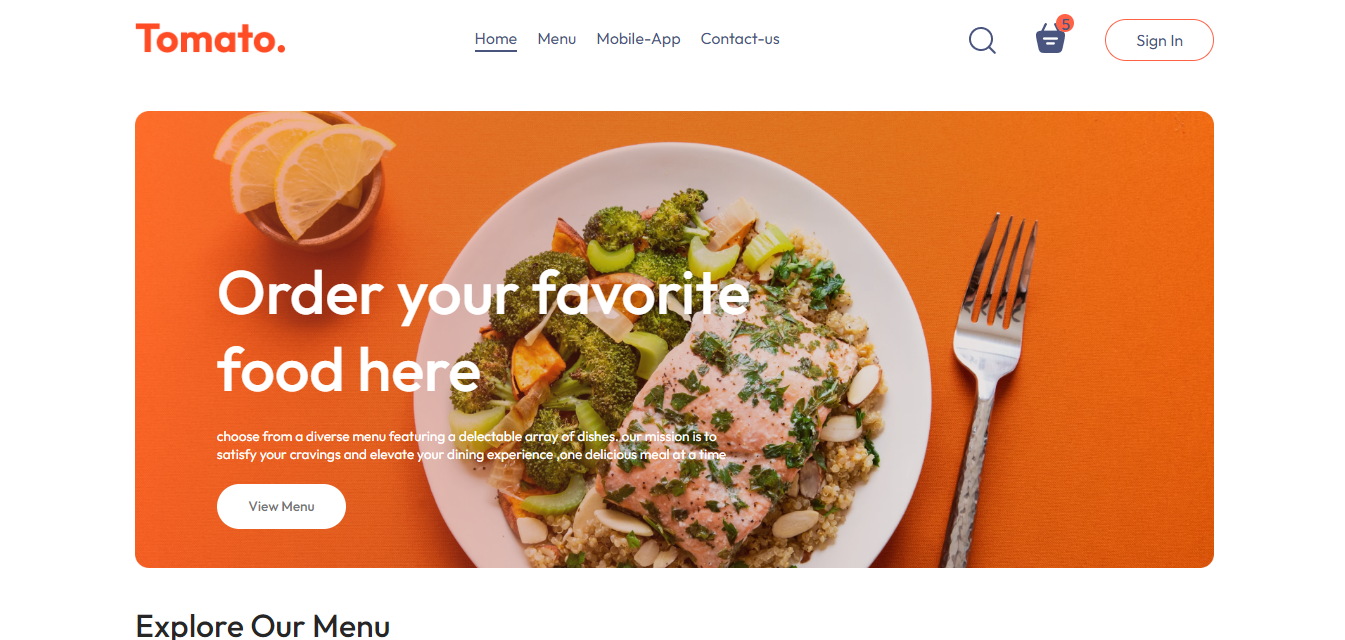 Tomato.
Home Menu Mobile-App Contact-us
5
Sign In
Order your favorite
food here
choose from a diverse menu featuring a delectable array of dishes. our mission is to
satisfy your cravings and elevate your dining experience ,one delicious meal at a time
View Menu
Explore Our Menu